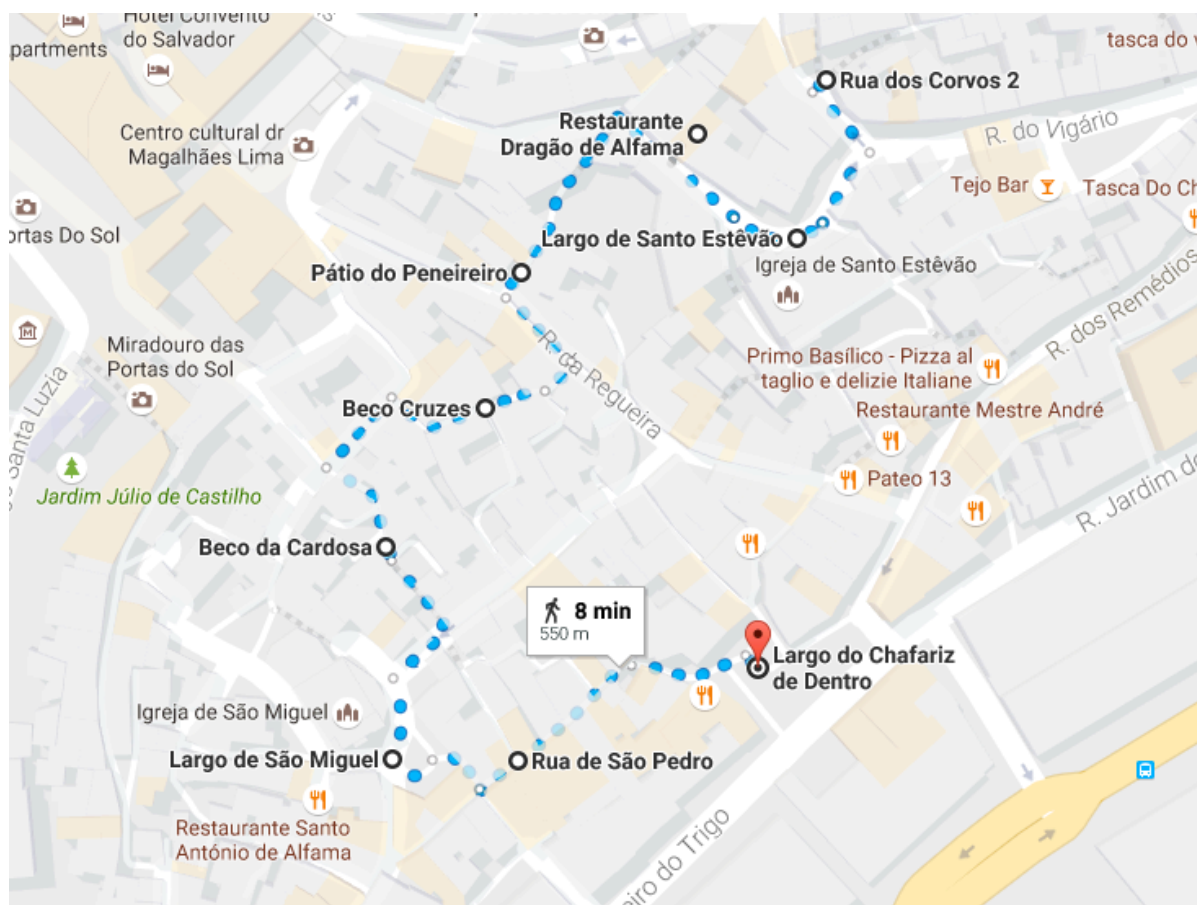 Hotel Convento
do Salvador
partments
tasca do v
Rua dos Corvos 2
Restaurante
Dragão de Alfama
Centro cultural dr
Magalhães Lima
R. do Vigário
Tejo Bar
Tasca Do Ch
ortas Do Sol
Largo de Santo Estêvão
Igreja de Santo Estêvão
Pátio do Peneireiro
R. dos Remédios
R. da Regueira
Miradouro das
Portas do Sol
Primo Basílico - Pizza al
taglio e delizie Italiane
Beco Cruzes
Restaurante Mestre André
Santa Luzia
Pateo 13
Jardim Júlio de Castilho
R. Jardim do
Beco da Cardosa
8 min
550 m
Largo do Chafariz
de Dentro
Igreja de São Miguel
Largo de São Miguel
Rua de São Pedro
Restaurante Santo
António de Alfama
eiro do Trigo